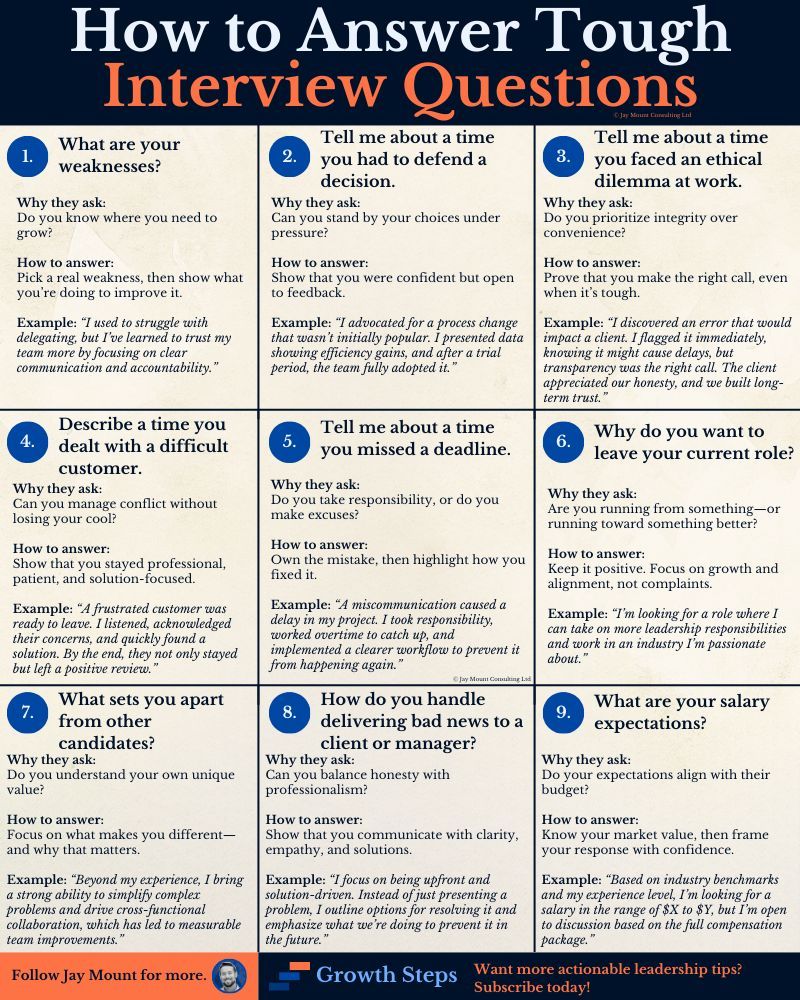 How to Answer Tough
Interview Questions
© Jay Mount Consulting Ltd
1.
What are your
weaknesses?
Why they ask:
Do you know where you need to
grow?
How to answer:
Pick a real weakness, then show what
you're doing to improve it.
Example: “I used to struggle with
delegating, but I've learned to trust my
team more by focusing on clear
communication and accountability.”
2.
Tell me about a time
you had to defend a
decision.
Why they ask:
Can you stand by your choices under
pressure?
How to answer:
Show that you were confident but open
to feedback.
Example: “I advocated for a process change
that wasn't initially popular. I presented data
showing efficiency gains, and after a trial
period, the team fully adopted it.”
3.
Tell me about a time
you faced an ethical
dilemma at work.
Why they ask:
Do you prioritize integrity over
convenience?
How to answer:
Prove that you make the right call, even
when it's tough.
Example: “I discovered an error that would
impact a client. I flagged it immediately,
knowing it might cause delays, but
transparency was the right call. The client
appreciated our honesty, and we built long-
term trust.”
4.
Describe a time you
dealt with a difficult
customer.
Why they ask:
Can you manage conflict without
losing your cool?
How to answer:
Show that you stayed professional,
patient, and solution-focused.
Example: “A frustrated customer was
ready to leave. I listened, acknowledged
their concerns, and quickly found a
solution. By the end, they not only stayed
but left a positive review.”
5.
Tell me about a time
you missed a deadline.
Why they ask:
Do you take responsibility, or do you
make excuses?
How to answer:
Own the mistake, then highlight how you
fixed it.
Example: “A miscommunication caused a
delay in my project. I took responsibility,
worked overtime to catch up, and
implemented a clearer workflow to prevent it
from happening again.”
© Jay Mount Consulting Ltd
6.
Why do you want to
leave your current role?
Why they ask:
Are you running from something—or
running toward something better?
How to answer:
Keep it positive. Focus on growth and
alignment, not complaints.
Example: “I'm looking for a role where I
can take on more leadership responsibilities
and work in an industry I'm passionate
about.”
7.
What sets you apart
from other
candidates?
Why they ask:
Do you understand your own unique
value?
How to answer:
Focus on what makes you different—
and why that matters.
Example: “Beyond my experience, I bring
a strong ability to simplify complex
problems and drive cross-functional
collaboration, which has led to measurable
team improvements.”
8.
How do you handle
delivering bad news to a
client or manager?
Why they ask:
Can you balance honesty with
professionalism?
How to answer:
Show that you communicate with clarity,
empathy, and solutions.
Example: “I focus on being upfront and
solution-driven. Instead of just presenting a
problem, I outline options for resolving it and
emphasize what we're doing to prevent it in
the future.”
9.
What are your salary
expectations?
Why they ask:
Do your expectations align with their
budget?
How to answer:
Know your market value, then frame
your response with confidence.
Example: “Based on industry benchmarks
and my experience level, I'm looking for a
salary in the range of $X to $Y, but I'm open
to discussion based on the full compensation
package.”
Follow Jay Mount for more.
Growth Steps
Want more actionable leadership tips?
Subscribe today!